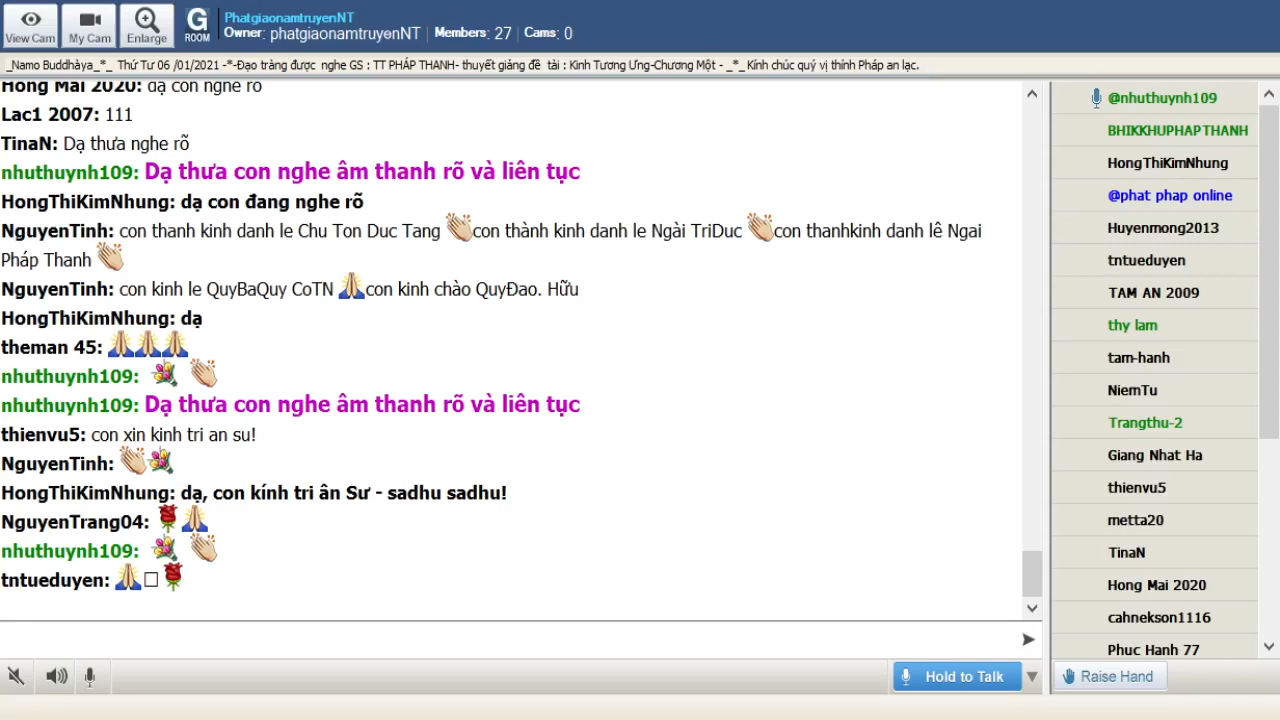 View Cam
My Cam
Enlarge
G
ROOM
PhatgiaonamtruyenNT
Owner: phatgiaonamtruyenNT | Members: 27 | Cams: 0
_Namo Buddhàya_*_ Thứ Tư 06 /01/2021 -*-Đạo tràng được nghe GS : TT PHÁP THANH- thuyết giảng đề tài : Kinh Tương Ưng-Chương Một - _*_ Kính chúc quý vị thính Pháp an lạc.
Hong Mai 2020: dạ con nghe rõ
Lac1 2007: 111
TinaN: Dạ thưa nghe rõ
nhuthuynh109: Dạ thưa con nghe âm thanh rõ và liên tục
HongThiKimNhung: dạ con đang nghe rõ
NguyenTinh: con thanh kinh danh le Chu Ton Duc Tang con thành kinh danh le Ngài TriDuc con thanhkinh danh lê Ngai
Pháp Thanh
NguyenTinh: con kinh le QuyBaQuy CoTN con kinh chào QuyĐao. Hữu
HongThiKimNhung: dạ
theman 45:
nhuthuynh109:
nhuthuynh109: Dạ thưa con nghe âm thanh rõ và liên tục
thienvu5: con xin kinh tri an su!
NguyenTinh:
HongThiKimNhung: dạ, con kính tri ân Sư - sadhu sadhu!
NguyenTrang04:
nhuthuynh109:
tntueduyen:
Hold to Talk
@nhuthuynh109
BHIKKHUPHAPTHANH
HongThiKimNhung
@phat phap online
Huyenmong2013
tntueduyen
TAM AN 2009
thy lam
tam-hanh
NiemTu
Trangthu-2
Giang Nhat Ha
thienvu5
metta20
TinaN
Hong Mai 2020
cahnekson1116
Phuc Hanh 77
Raise Hand